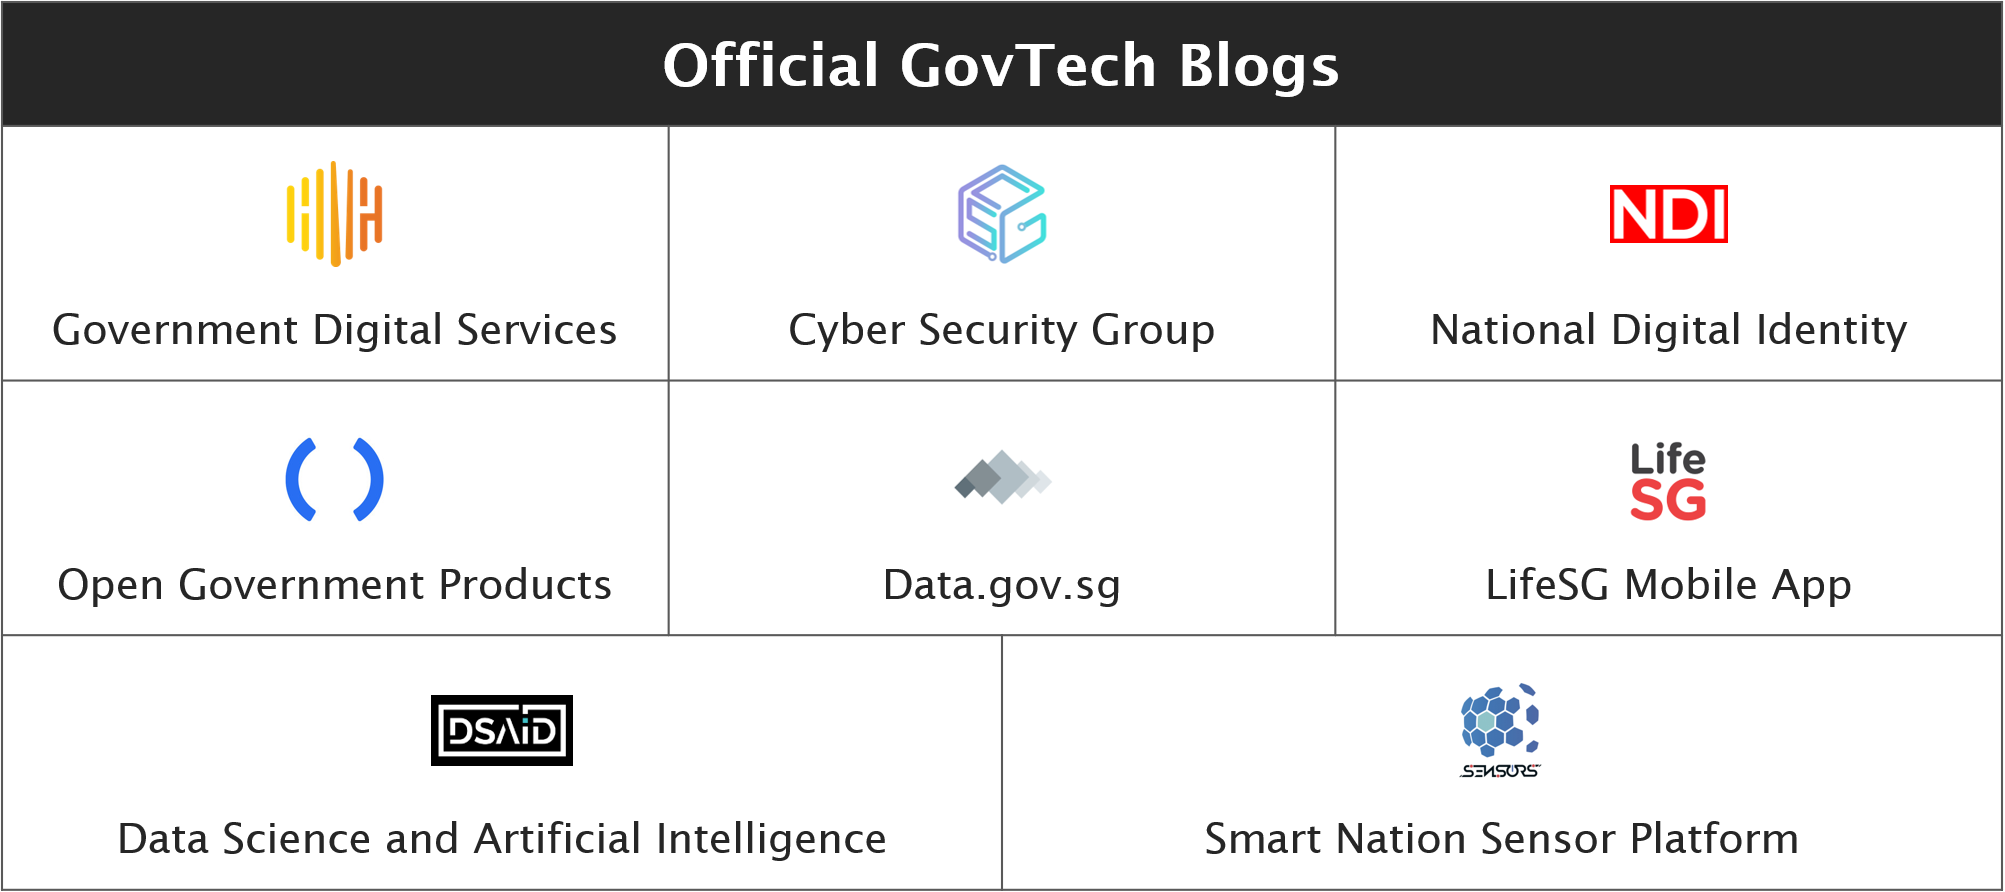 Official GovTech Blogs
CSG
NDI
Government Digital Services
Cyber Security Group
National Digital Identity
Life
SG
Open Government Products
Data.gov.sg
LifeSG Mobile App
DSAID
SENSORS
Data Science and Artificial Intelligence
Smart Nation Sensor Platform